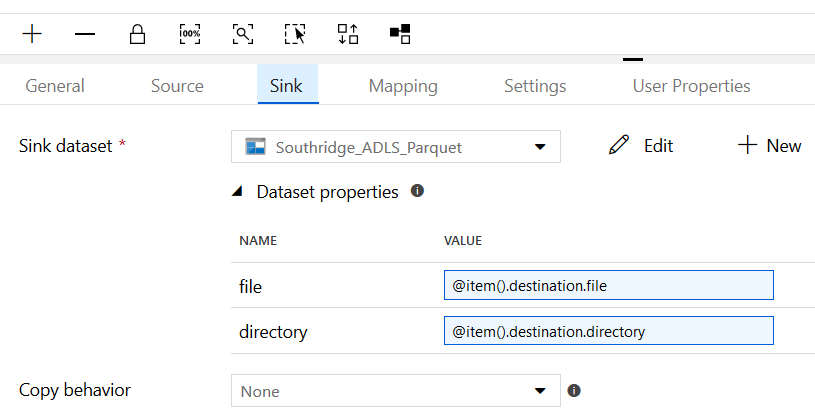 100%
General Source Sink Mapping Settings User Properties
Sink dataset * Southridge_ADLS_Parquet Edit New
Dataset properties
NAME VALUE
file @item().destination.file
directory @item().destination.directory
Copy behavior None